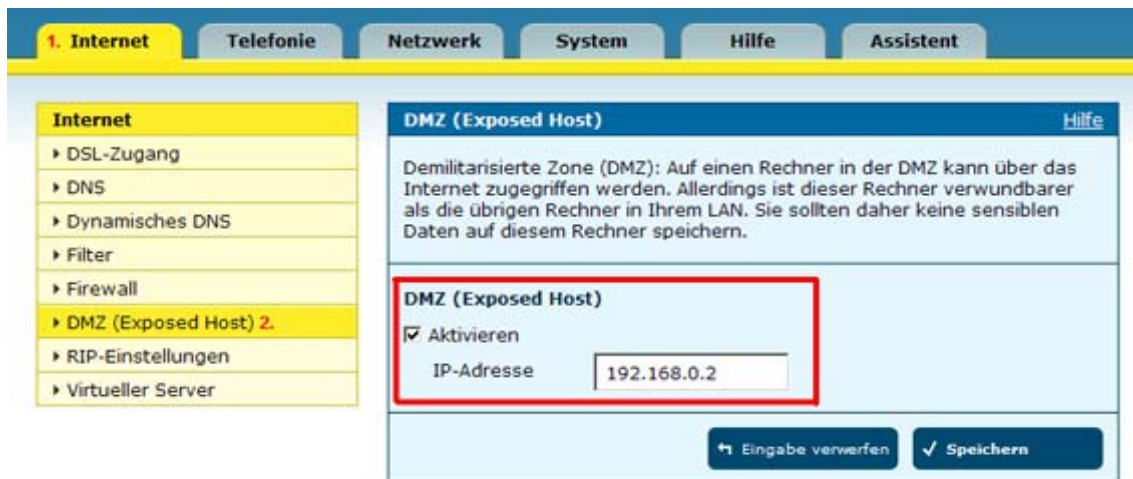 1. Internet
Telefonie
Netzwerk
System
Hilfe
Assistent
Internet
DSL-Zugang
DNS
Dynamisches DNS
Filter
Firewall
DMZ (Exposed Host) 2.
RIP-Einstellungen
Virtueller Server
DMZ (Exposed Host)
Hilfe
Demilitarisierte Zone (DMZ): Auf einen Rechner in der DMZ kann über das
Internet zugegriffen werden. Allerdings ist dieser Rechner verwundbarer
als die übrigen Rechner in Ihrem LAN. Sie sollten daher keine sensiblen
Daten auf diesem Rechner speichern.
DMZ (Exposed Host)
Aktivieren
IP-Adresse 192.168.0.2
Eingabe verwerfen
Speichern